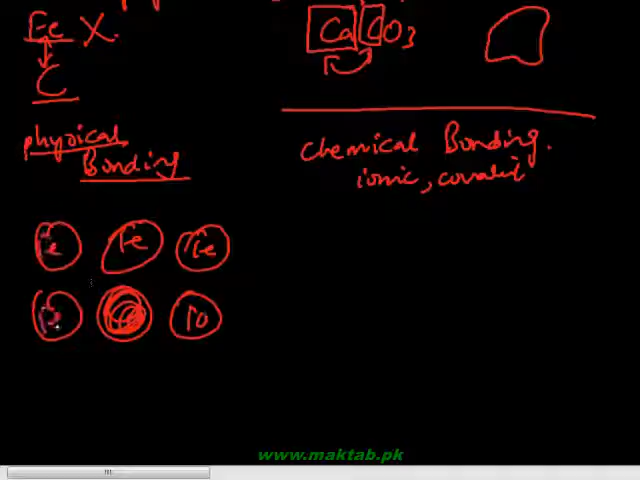 Fe X.
CaCO3
C
physical
Bonding
Chemical Bonding.
ionic, covalent
Fe Fe Fe
www.maktab.pk